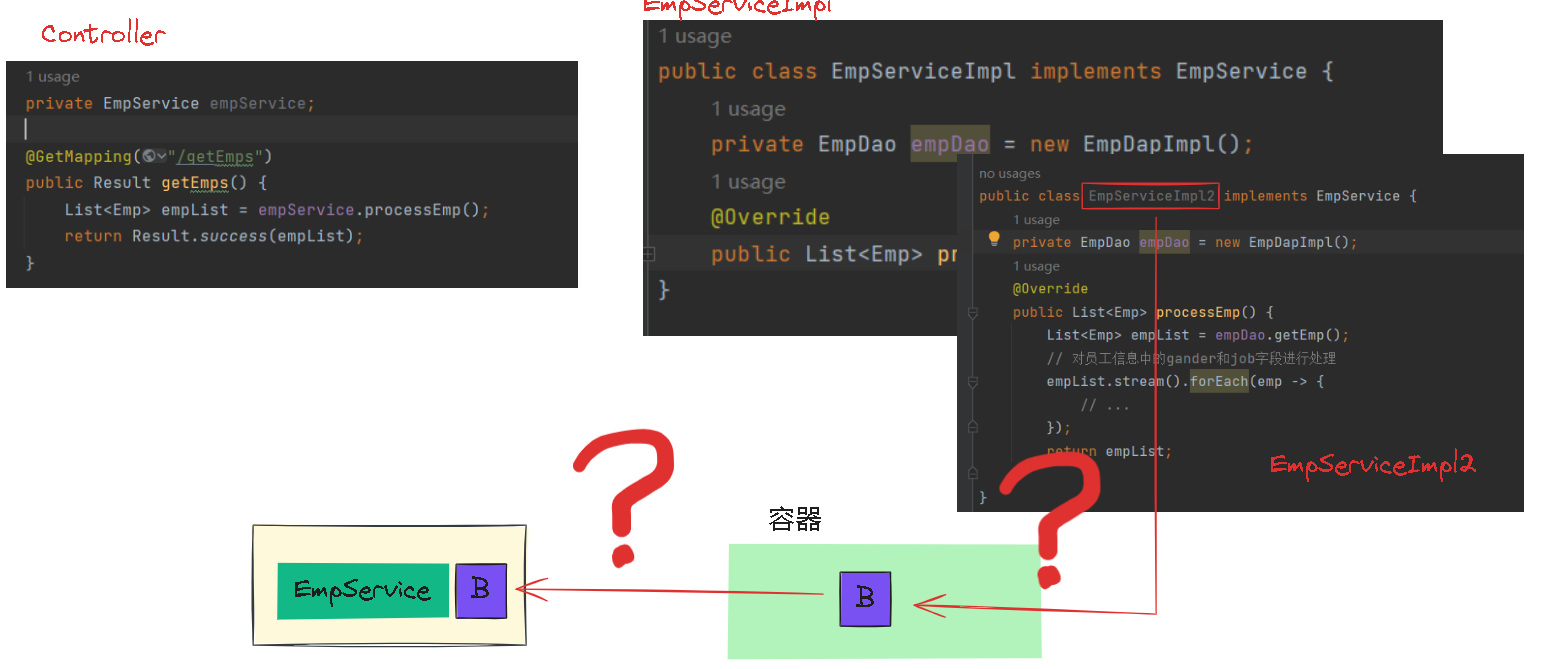 Controller
1 usage
private EmpService empService;
@GetMapping("/getEmps")
public Result getEmps() {
List<Emp> empList = empService.processEmp();
return Result.success(empList);
}
EmpServiceImpl
1 usage
public class EmpServiceImpl implements EmpService {
1 usage
private EmpDao empDao = new EmpDapImpl();
1 usage
@Override
public List<Emp> pr
}
no usages
public class EmpServiceImpl2 implements EmpService {
1 usage
private EmpDao empDao = new EmpDapImpl();
1 usage
@Override
public List<Emp> processEmp() {
List<Emp> empList = empDao.getEmp();
// 对员工信息中的gander和job字段进行处理
empList.stream().forEach(emp -> {
// ...
});
return empList;
}
EmpServiceImpl2
?
?
容器
EmpService
B
B